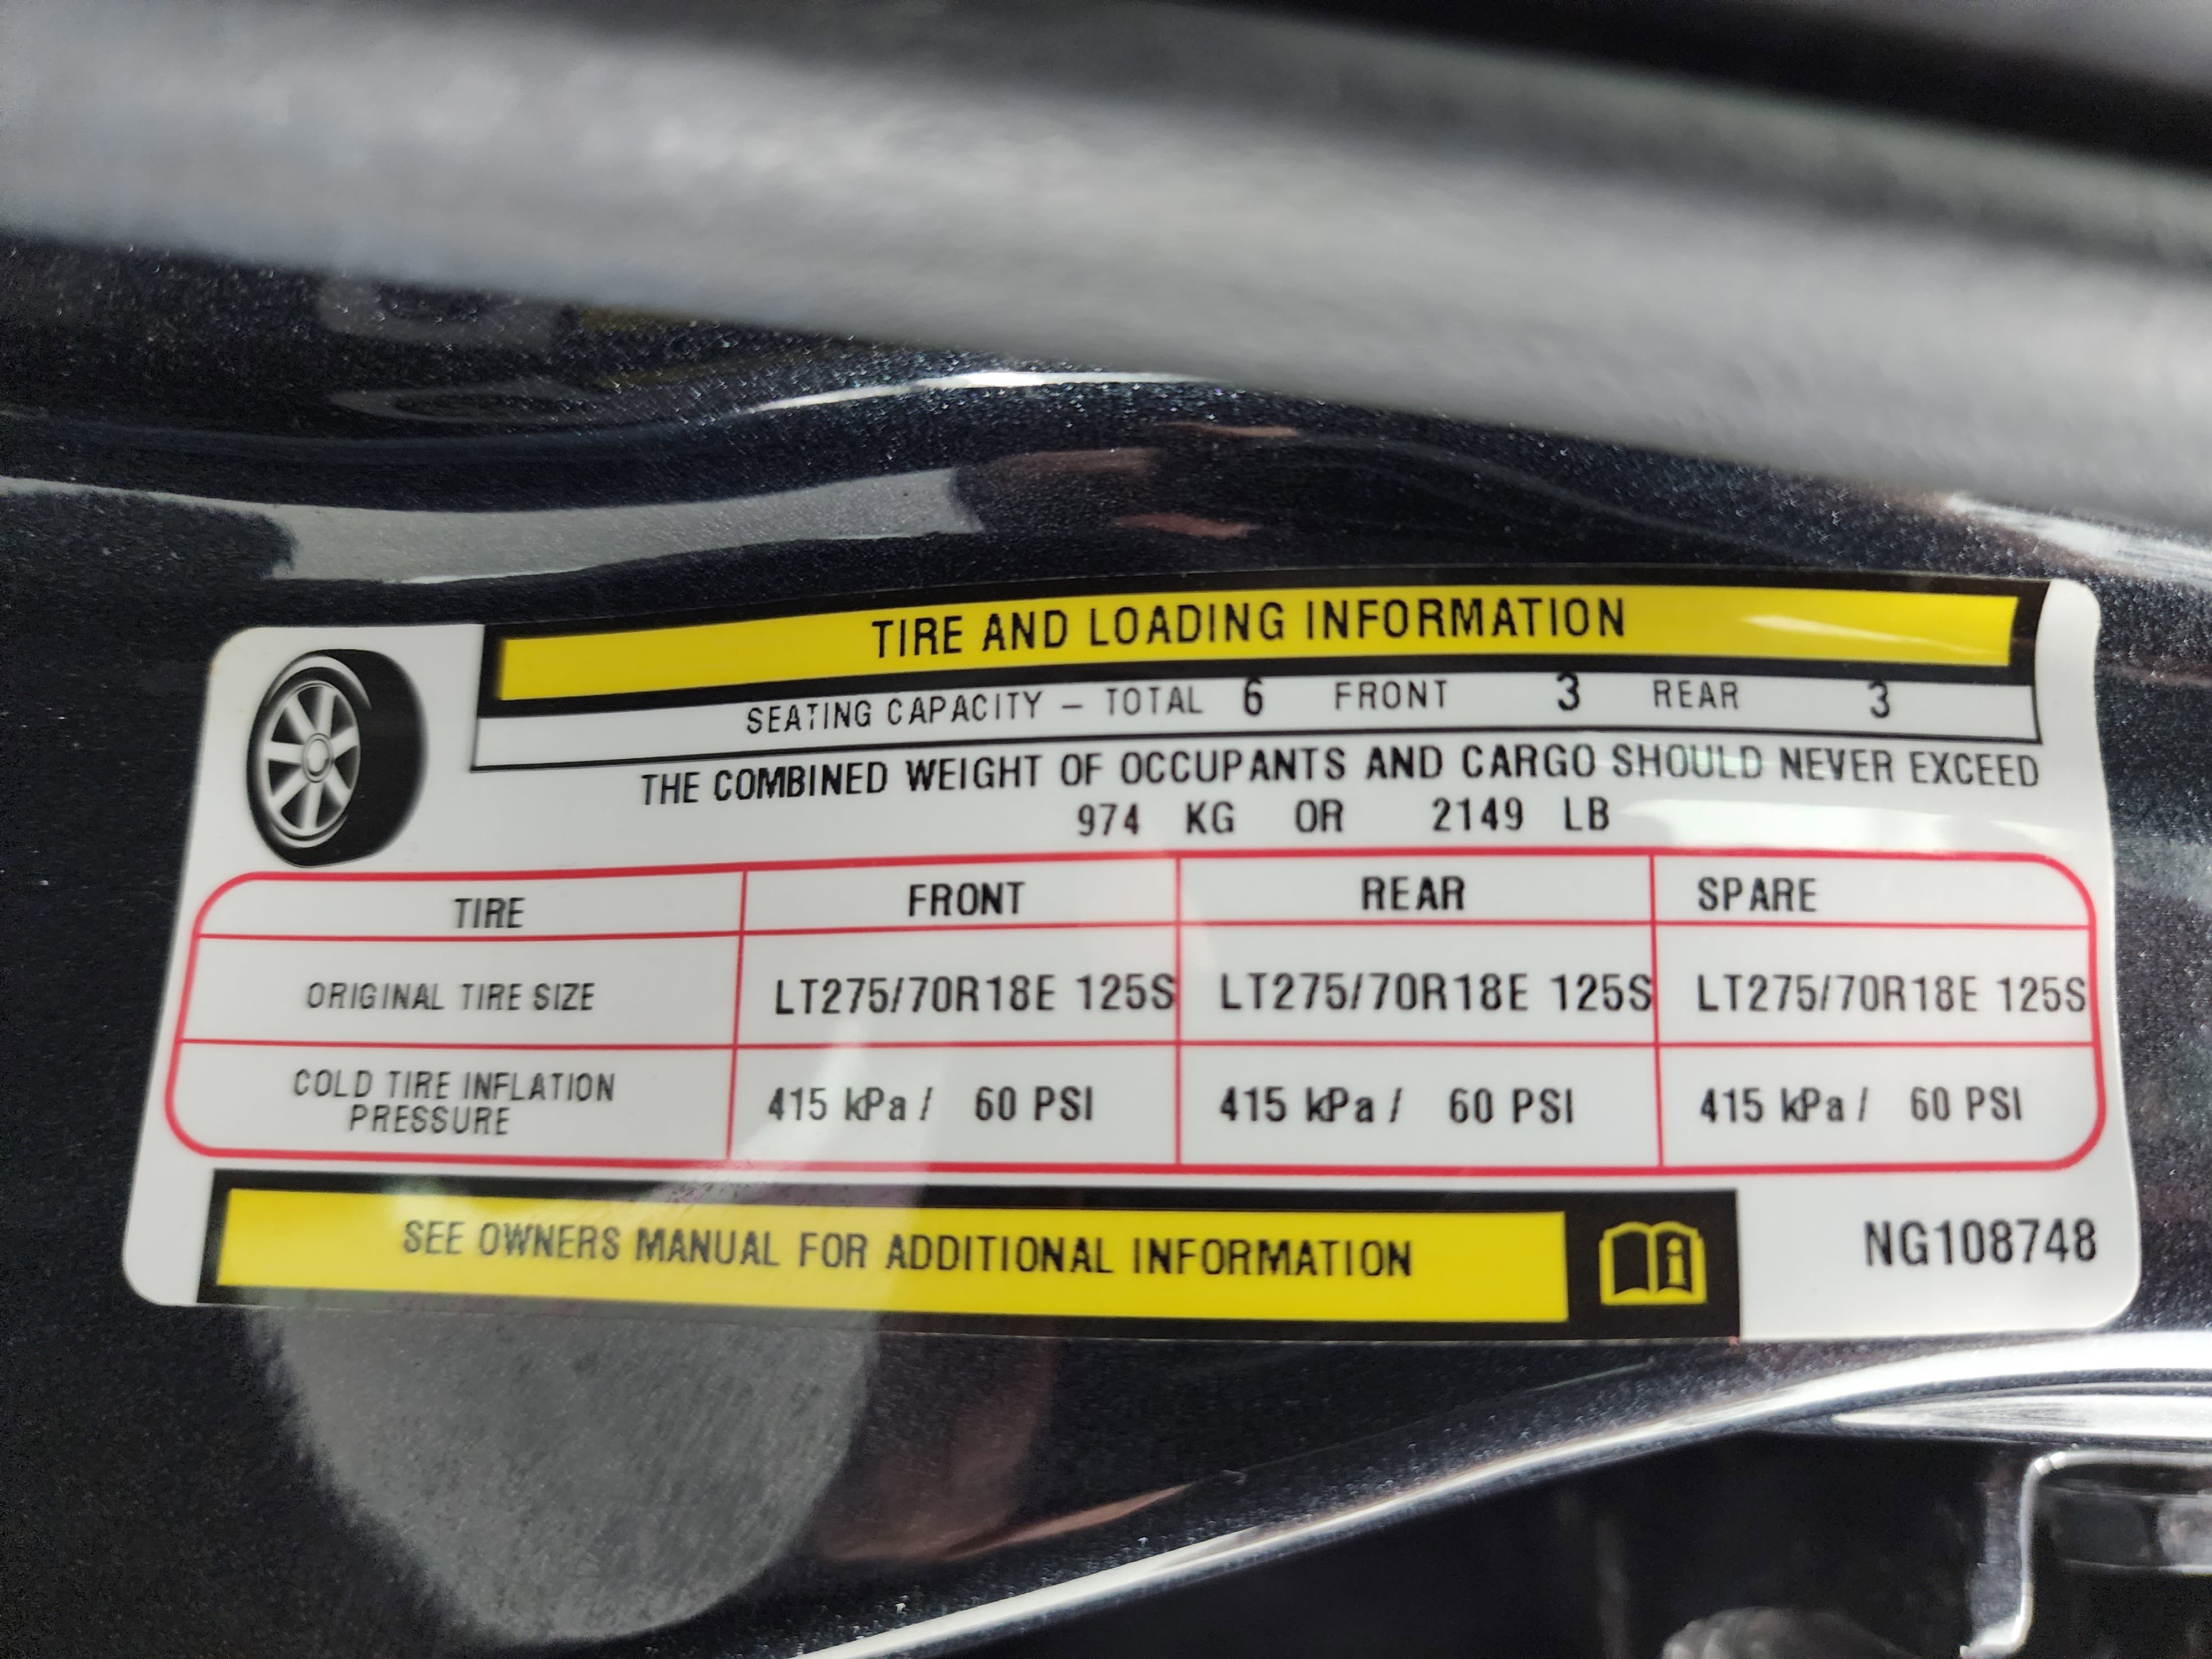 TIRE AND LOADING INFORMATION
SEATING CAPACITY – TOTAL 6 FRONT 3 REAR 3
THE COMBINED WEIGHT OF OCCUPANTS AND CARGO SHOULD NEVER EXCEED
974 KG OR 2149 LB
TIRE FRONT REAR SPARE
ORIGINAL TIRE SIZE LT275/70R18E 125S LT275/70R18E 125S LT275/70R18E 125S
COLD TIRE INFLATION
PRESSURE 415 kPa / 60 PSI 415 kPa / 60 PSI 415 kPa / 60 PSI
SEE OWNERS MANUAL FOR ADDITIONAL INFORMATION
NG108748